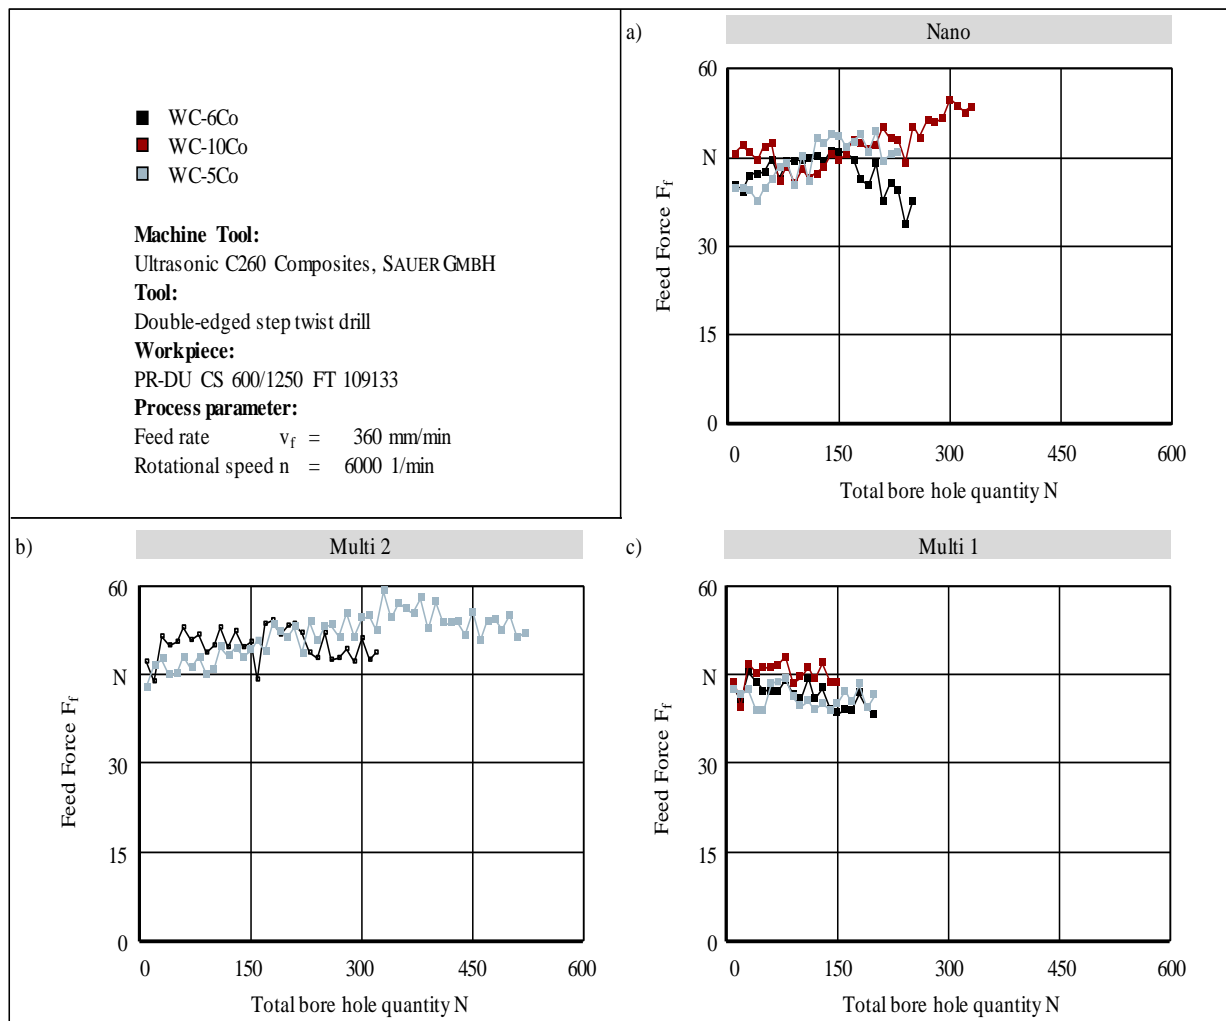 WC-6Co
WC-10Co
WC-5Co
Machine Tool:
Ultrasonic C260 Composites, SAUER GMBH
Tool:
Double-edged step twist drill
Workpiece:
PR-DU CS 600/1250 FT 109133
Process parameter:
Feed rate vf = 360 mm/min
Rotational speed n = 6000 1/min
a)
Nano
Feed Force Ff
60
N
30
15
0
0 150 300 450 600
Total bore hole quantity N
b)
Multi 2
Feed Force Ff
60
N
30
15
0
0 150 300 450 600
Total bore hole quantity N
c)
Multi 1
Feed Force Ff
60
N
30
15
0
0 150 300 450 600
Total bore hole quantity N